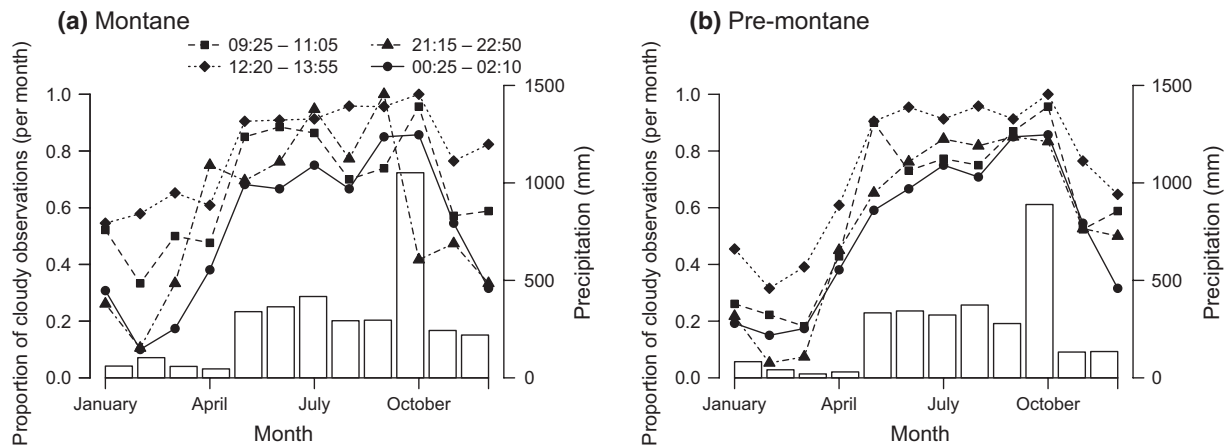 (a) Montane
09:25 – 11:05
12:20 – 13:55
21:15 – 22:50
00:25 – 02:10
Proportion of cloudy observations (per month)
1.0
0.8
0.6
0.4
0.2
0.0
1500
1000
500
0
Precipitation (mm)
January April July October
Month
(b) Pre-montane
Proportion of cloudy observations (per month)
1.0
0.8
0.6
0.4
0.2
0.0
1500
1000
500
0
Precipitation (mm)
January April July October
Month